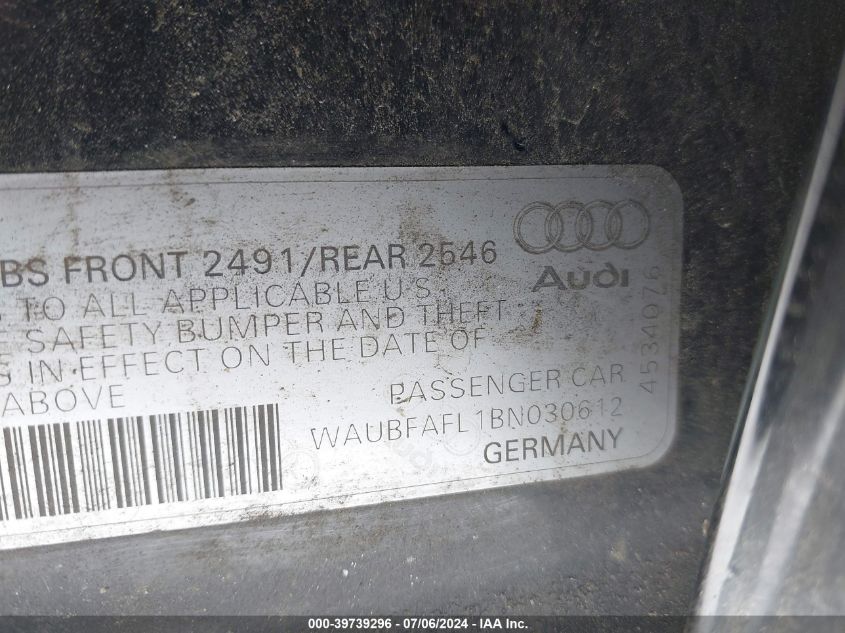 BS FRONT 2491/REAR 2546
TO ALL APPLICABLE U.S.
SAFETY BUMPER AND THEFT
IN EFFECT ON THE DATE OF
ABOVE
Audi
PASSENGER CAR
WAUBFAFL1BN030612
GERMANY
4534076
000-39739296 - 07/06/2024 - IAA Inc.